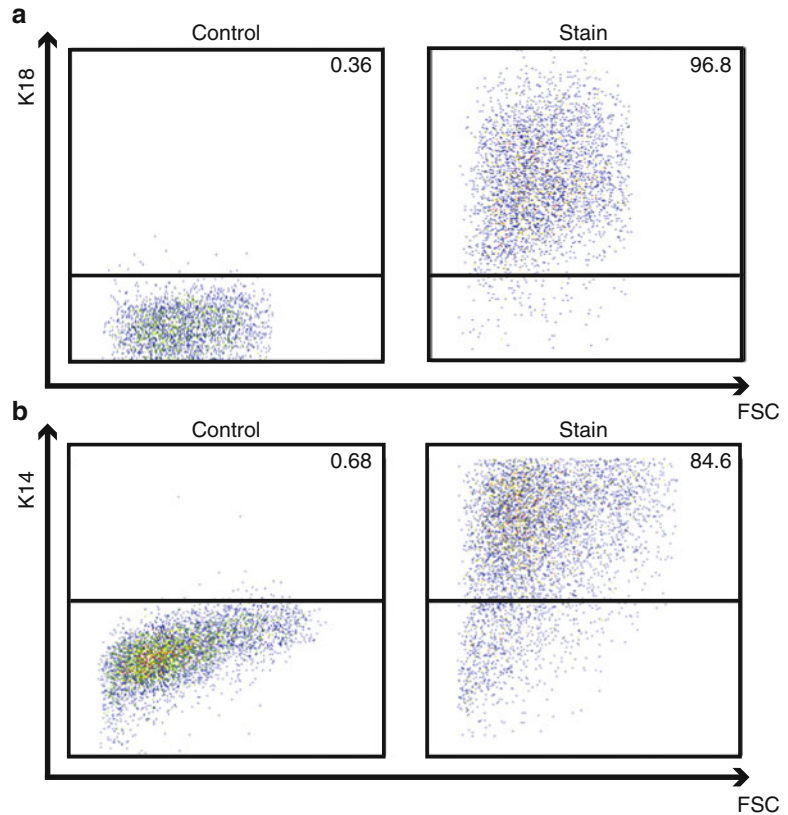 a
Control
Stain
K18
0.36
96.8
FSC
b
Control
Stain
K14
0.68
84.6
FSC